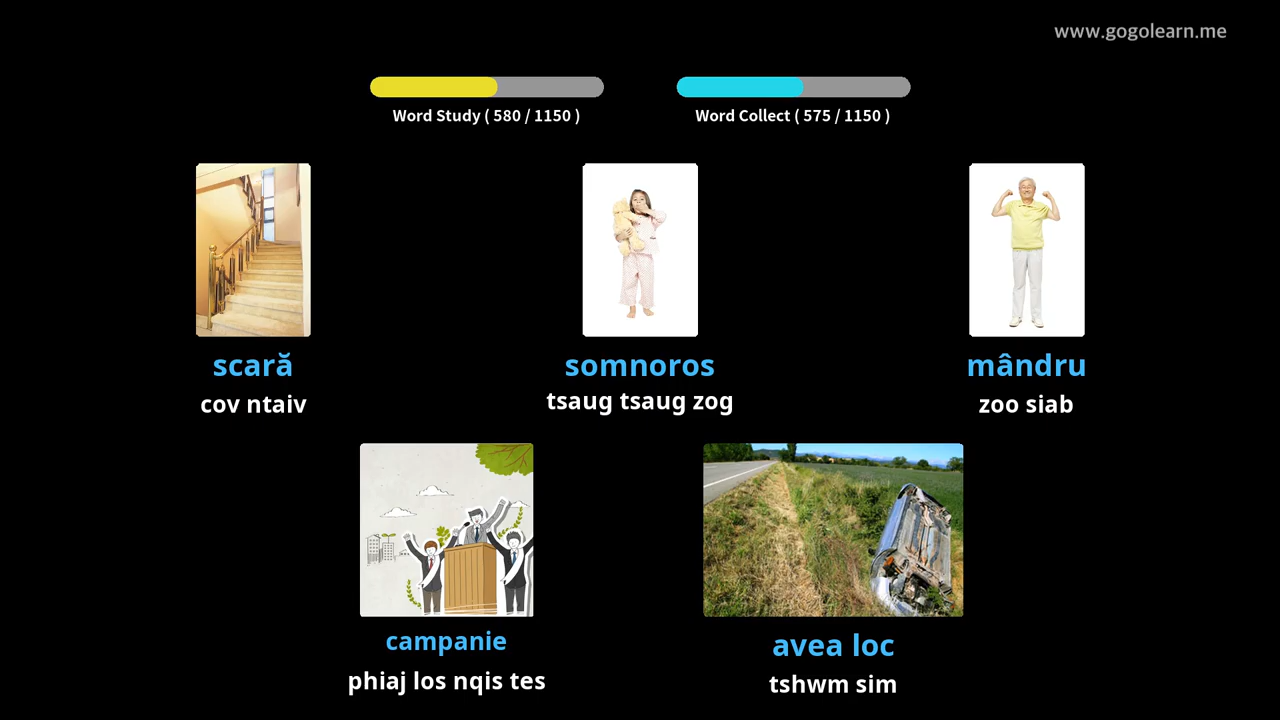 www.gogolearn.me
Word Study ( 580 / 1150 )
Word Collect ( 575 / 1150 )
scară
somnoros
mândru
cov ntaiv
tsaug tsaug zog
zoo siab
campanie
avea loc
phiaj los nqis tes
tshwm sim